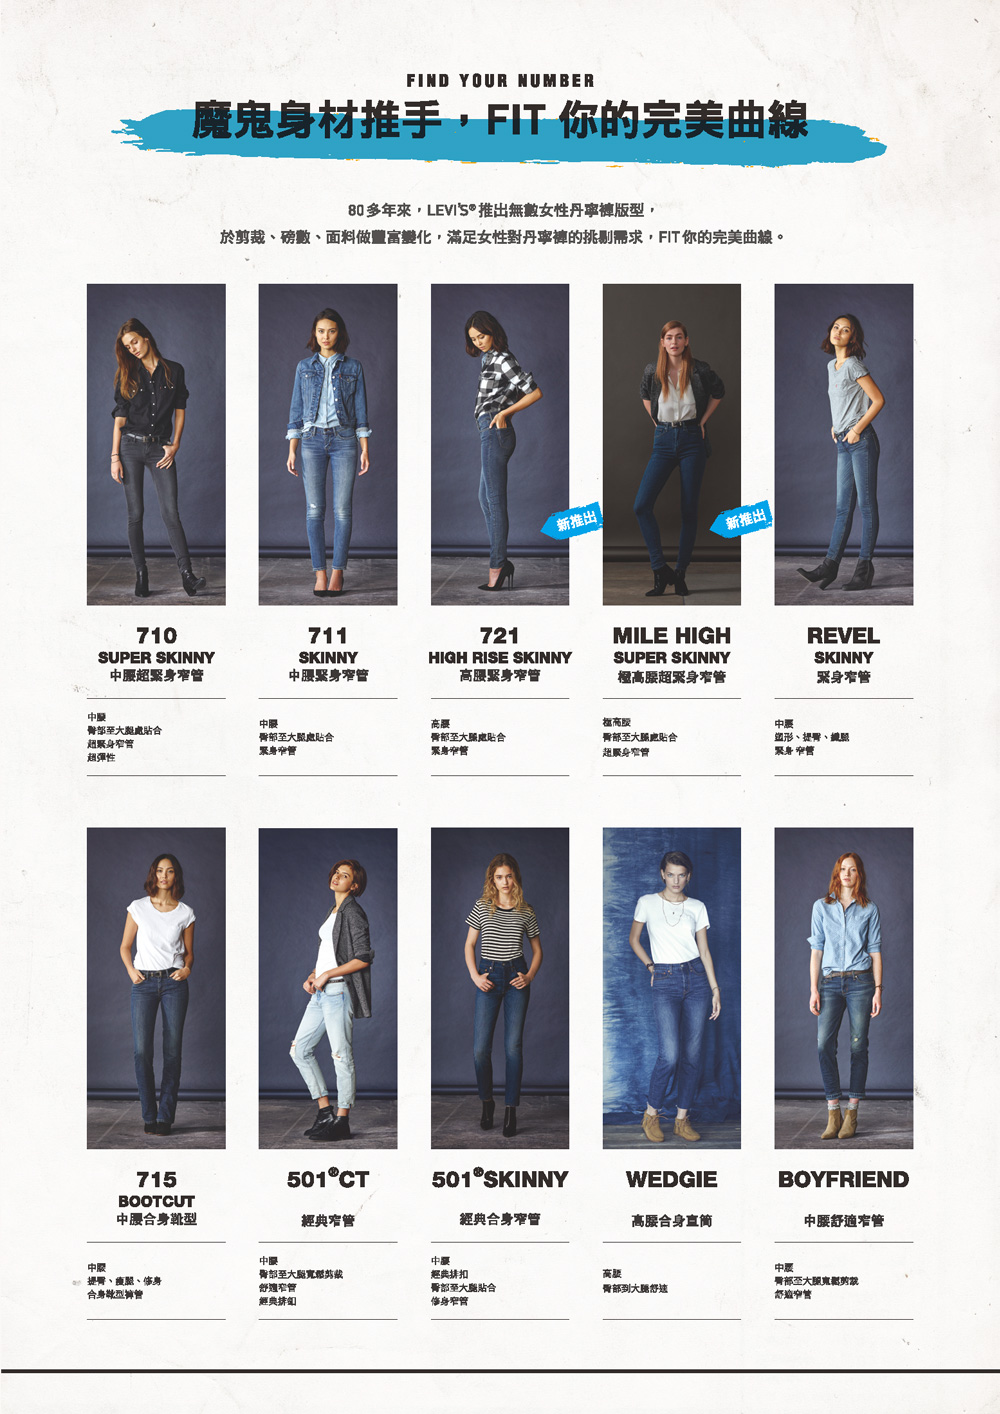 FIND YOUR NUMBER
魔鬼身材推手，FIT 你的完美曲線
80多年來，LEVI'S®推出無數女性丹寧褲版型，
於剪裁、磅數、面料做豐富變化，滿足女性對丹寧褲的挑剔需求，FIT你的完美曲線。
新推出
新推出
710
SUPER SKINNY
中腰超緊身窄管
中腰
臀部至大腿處貼合
超緊身窄管
超彈性
711
SKINNY
中腰緊身窄管
中腰
臀部至大腿處貼合
緊身窄管
721
HIGH RISE SKINNY
高腰緊身窄管
高腰
臀部至大腿處貼合
緊身窄管
MILE HIGH
SUPER SKINNY
極高腰超緊身窄管
極高腰
臀部至大腿處貼合
超緊身窄管
REVEL
SKINNY
緊身窄管
中腰
塑形、提臀、纖腿
緊身 窄管
715
BOOTCUT
中腰合身靴型
中腰
提臀、瘦腿、修身
合身靴型褲管
501®CT
經典窄管
中腰
臀部至大腿寬鬆剪裁
舒適窄管
經典排釦
501®SKINNY
經典合身窄管
中腰
經典排扣
臀部至大腿貼合
修身窄管
WEDGIE
高腰合身直筒
高腰
臀部到大腿舒適
BOYFRIEND
中腰舒適窄管
中腰
臀部至大腿寬鬆剪裁
舒適窄管